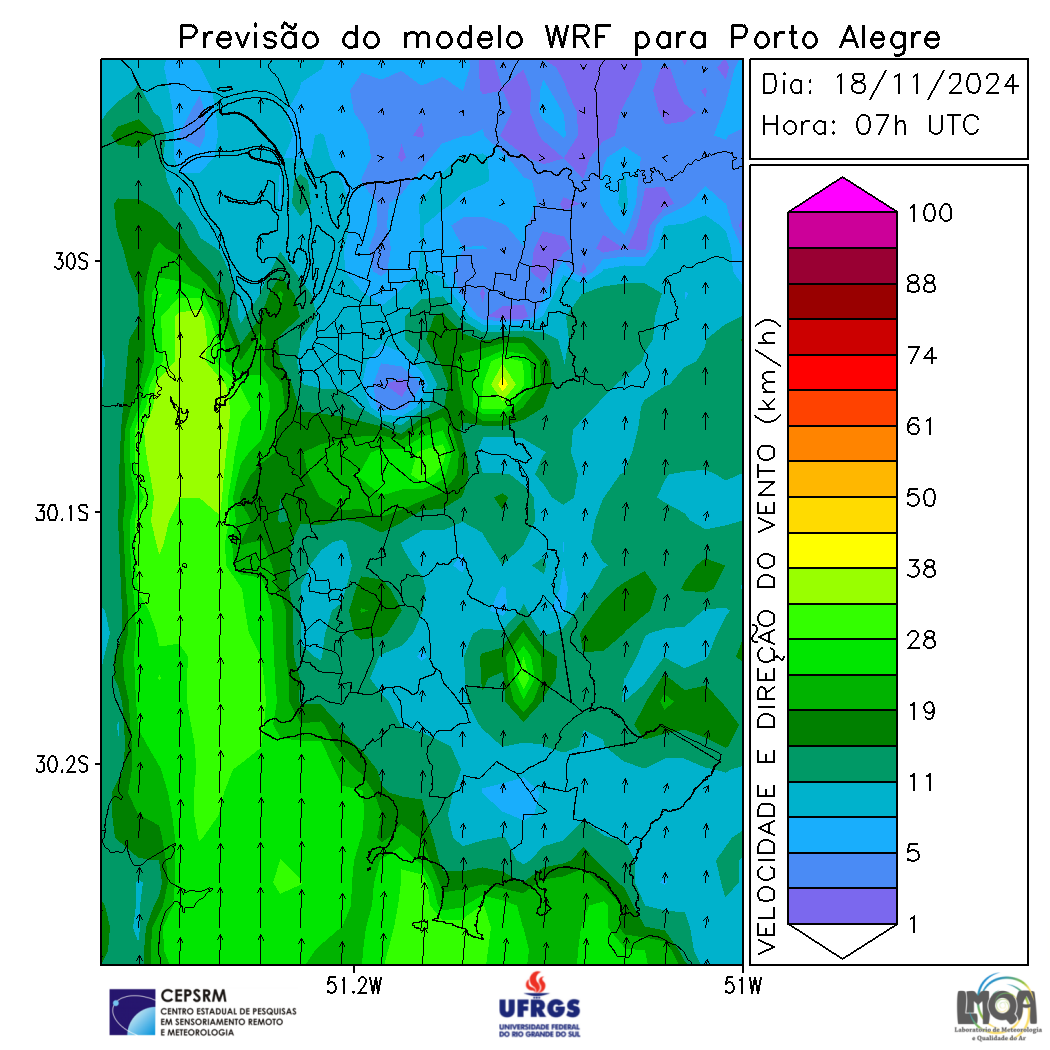 Previsão do modelo WRF para Porto Alegre
Dia: 18/11/2024
Hora: 07h UTC
30S
30.1S
30.2S
51.2W
51W
VELOCIDADE E DIREÇÃO DO VENTO (km/h)
100
88
74
61
50
38
28
19
11
5
1
CEPSRM
CENTRO ESTADUAL DE PESQUISAS
EM SENSORIAMENTO REMOTO
E METEOROLOGIA
UFRGS
UNIVERSIDADE FEDERAL
DO RIO GRANDE DO SUL
LMQA
Laboratório de Meteorologia
e Qualidade do Ar